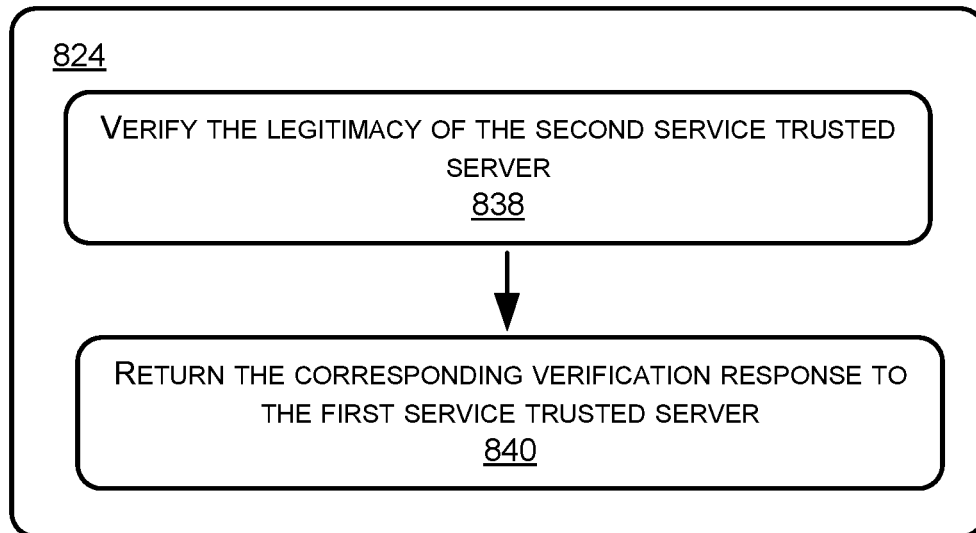 824
VERIFY THE LEGITIMACY OF THE SECOND SERVICE TRUSTED
SERVER
838
RETURN THE CORRESPONDING VERIFICATION RESPONSE TO
THE FIRST SERVICE TRUSTED SERVER
840